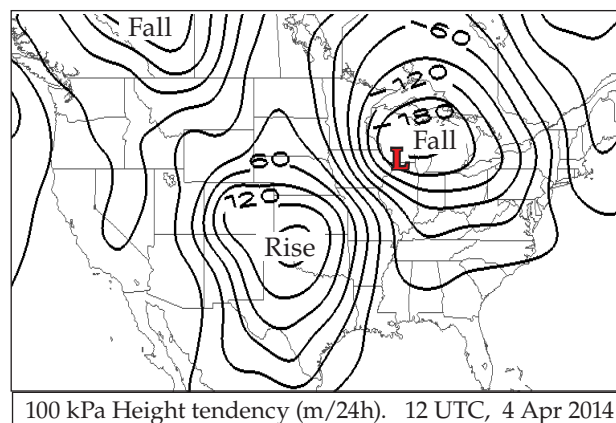 Fall
-60
-120
-180
Fall
L
60
120
Rise
100 kPa Height tendency (m/24h). 12 UTC, 4 Apr 2014